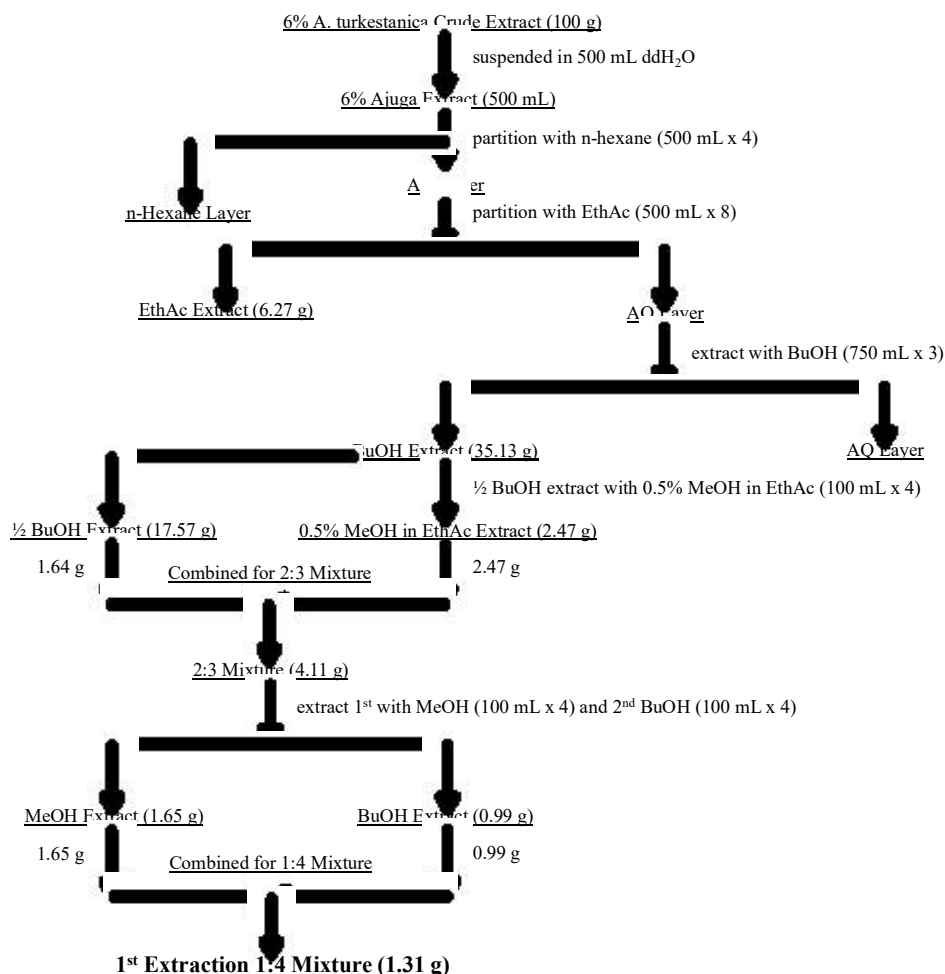 6% A. turkestanica Crude Extract (100 g)
suspended in 500 mL ddH₂O
6% Ajuga Extract (500 mL)
partition with n-hexane (500 mL x 4)
n-Hexane Layer
partition with EthAc (500 mL x 8)
EthAc Extract (6.27 g)
AQ Layer
extract with BuOH (750 mL x 3)
BuOH Extract (35.13 g)
AQ Layer
½ BuOH extract with 0.5% MeOH in EthAc (100 mL x 4)
½ BuOH Extract (17.57 g)
0.5% MeOH in EthAc Extract (2.47 g)
1.64 g
Combined for 2:3 Mixture
2.47 g
2:3 Mixture (4.11 g)
extract 1st with MeOH (100 mL x 4) and 2nd BuOH (100 mL x 4)
MeOH Extract (1.65 g)
BuOH Extract (0.99 g)
1.65 g
Combined for 1:4 Mixture
0.99 g
1st Extraction 1:4 Mixture (1.31 g)